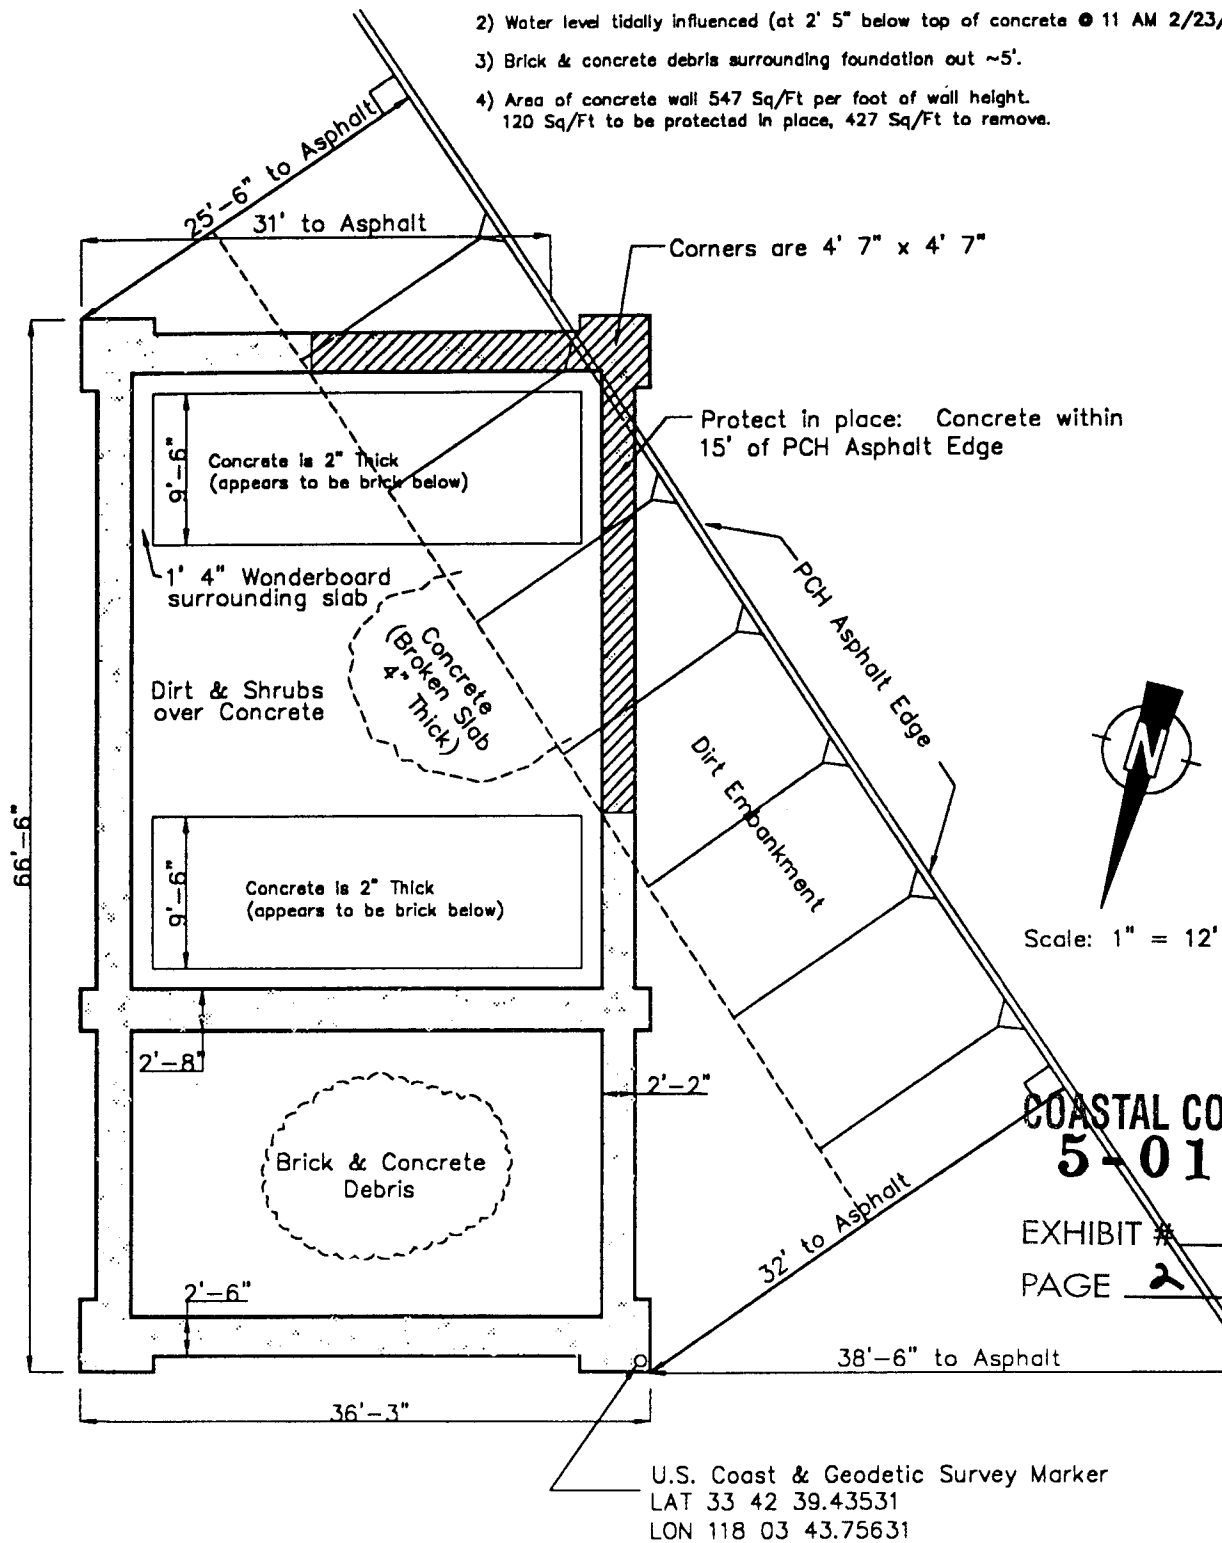 2) Water level tidally influenced (at 2' 5" below top of concrete @ 11 AM 2/23/
3) Brick & concrete debris surrounding foundation out ~5'.
4) Area of concrete wall 547 Sq/Ft per foot of wall height.
120 Sq/Ft to be protected in place, 427 Sq/Ft to remove.
25'-6" to Asphalt
31' to Asphalt
Corners are 4' 7" x 4' 7"
Protect in place: Concrete within
15' of PCH Asphalt Edge
9'-6"
Concrete is 2" Thick
(appears to be brick below)
1' 4" Wonderboard
surrounding slab
Concrete
(Broken Slab
4" Thick)
Dirt & Shrubs
over Concrete
PCH Asphalt Edge
Dirt Embankment
N
66'-6"
9'-6"
Concrete is 2" Thick
(appears to be brick below)
Scale: 1" = 12'
2'-8"
2'-2"
COASTAL CO
5-01
Brick & Concrete
Debris
32' to Asphalt
EXHIBIT #
PAGE 2
2'-6"
38'-6" to Asphalt
36'-3"
U.S. Coast & Geodetic Survey Marker
LAT 33 42 39.43531
LON 118 03 43.75631